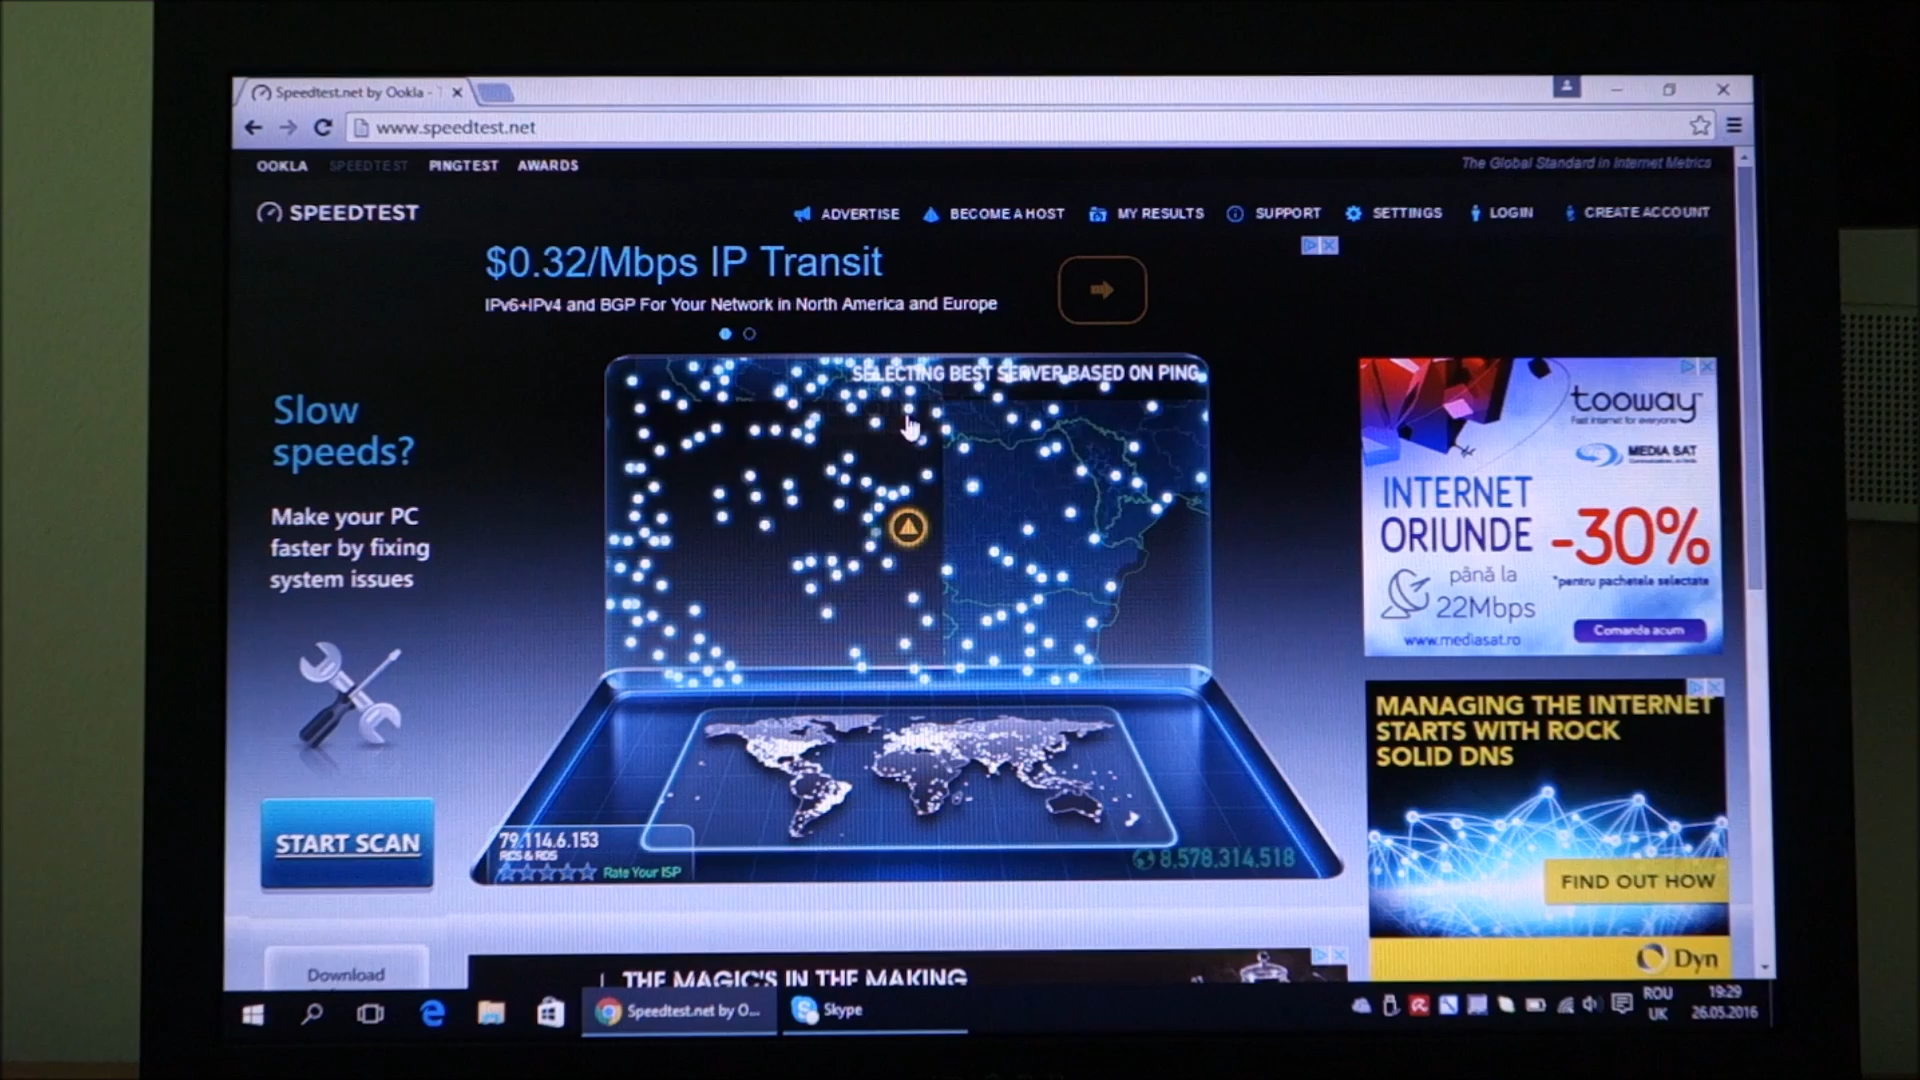 Speedtest.net by Ookla -
www.speedtest.net
OOKLA SPEEDTEST PINGTEST AWARDS
The Global Standard in Internet Metrics
SPEEDTEST
ADVERTISE BECOME A HOST MY RESULTS SUPPORT SETTINGS LOGIN CREATE ACCOUNT
$0.32/Mbps IP Transit
IPv6+IPv4 and BGP For Your Network in North America and Europe
SELECTING BEST SERVER BASED ON PING
Slow
speeds?
Make your PC
faster by fixing
system issues
START SCAN
Download
79.114.6.153
RCS & RDS
Rate Your ISP
8,578,314,518
tooway
Fast internet for everyone
MEDIA SAT
INTERNET
ORIUNDE
-30%
până la
*pentru pachetele selectate
22Mbps
www.mediasat.ro
Comanda acum
MANAGING THE INTERNET
STARTS WITH ROCK
SOLID DNS
FIND OUT HOW
Dyn
THE MAGIC'S IN THE MAKING
Speedtest.net by O...
Skype
ROU
UK
19:29
26.05.2016